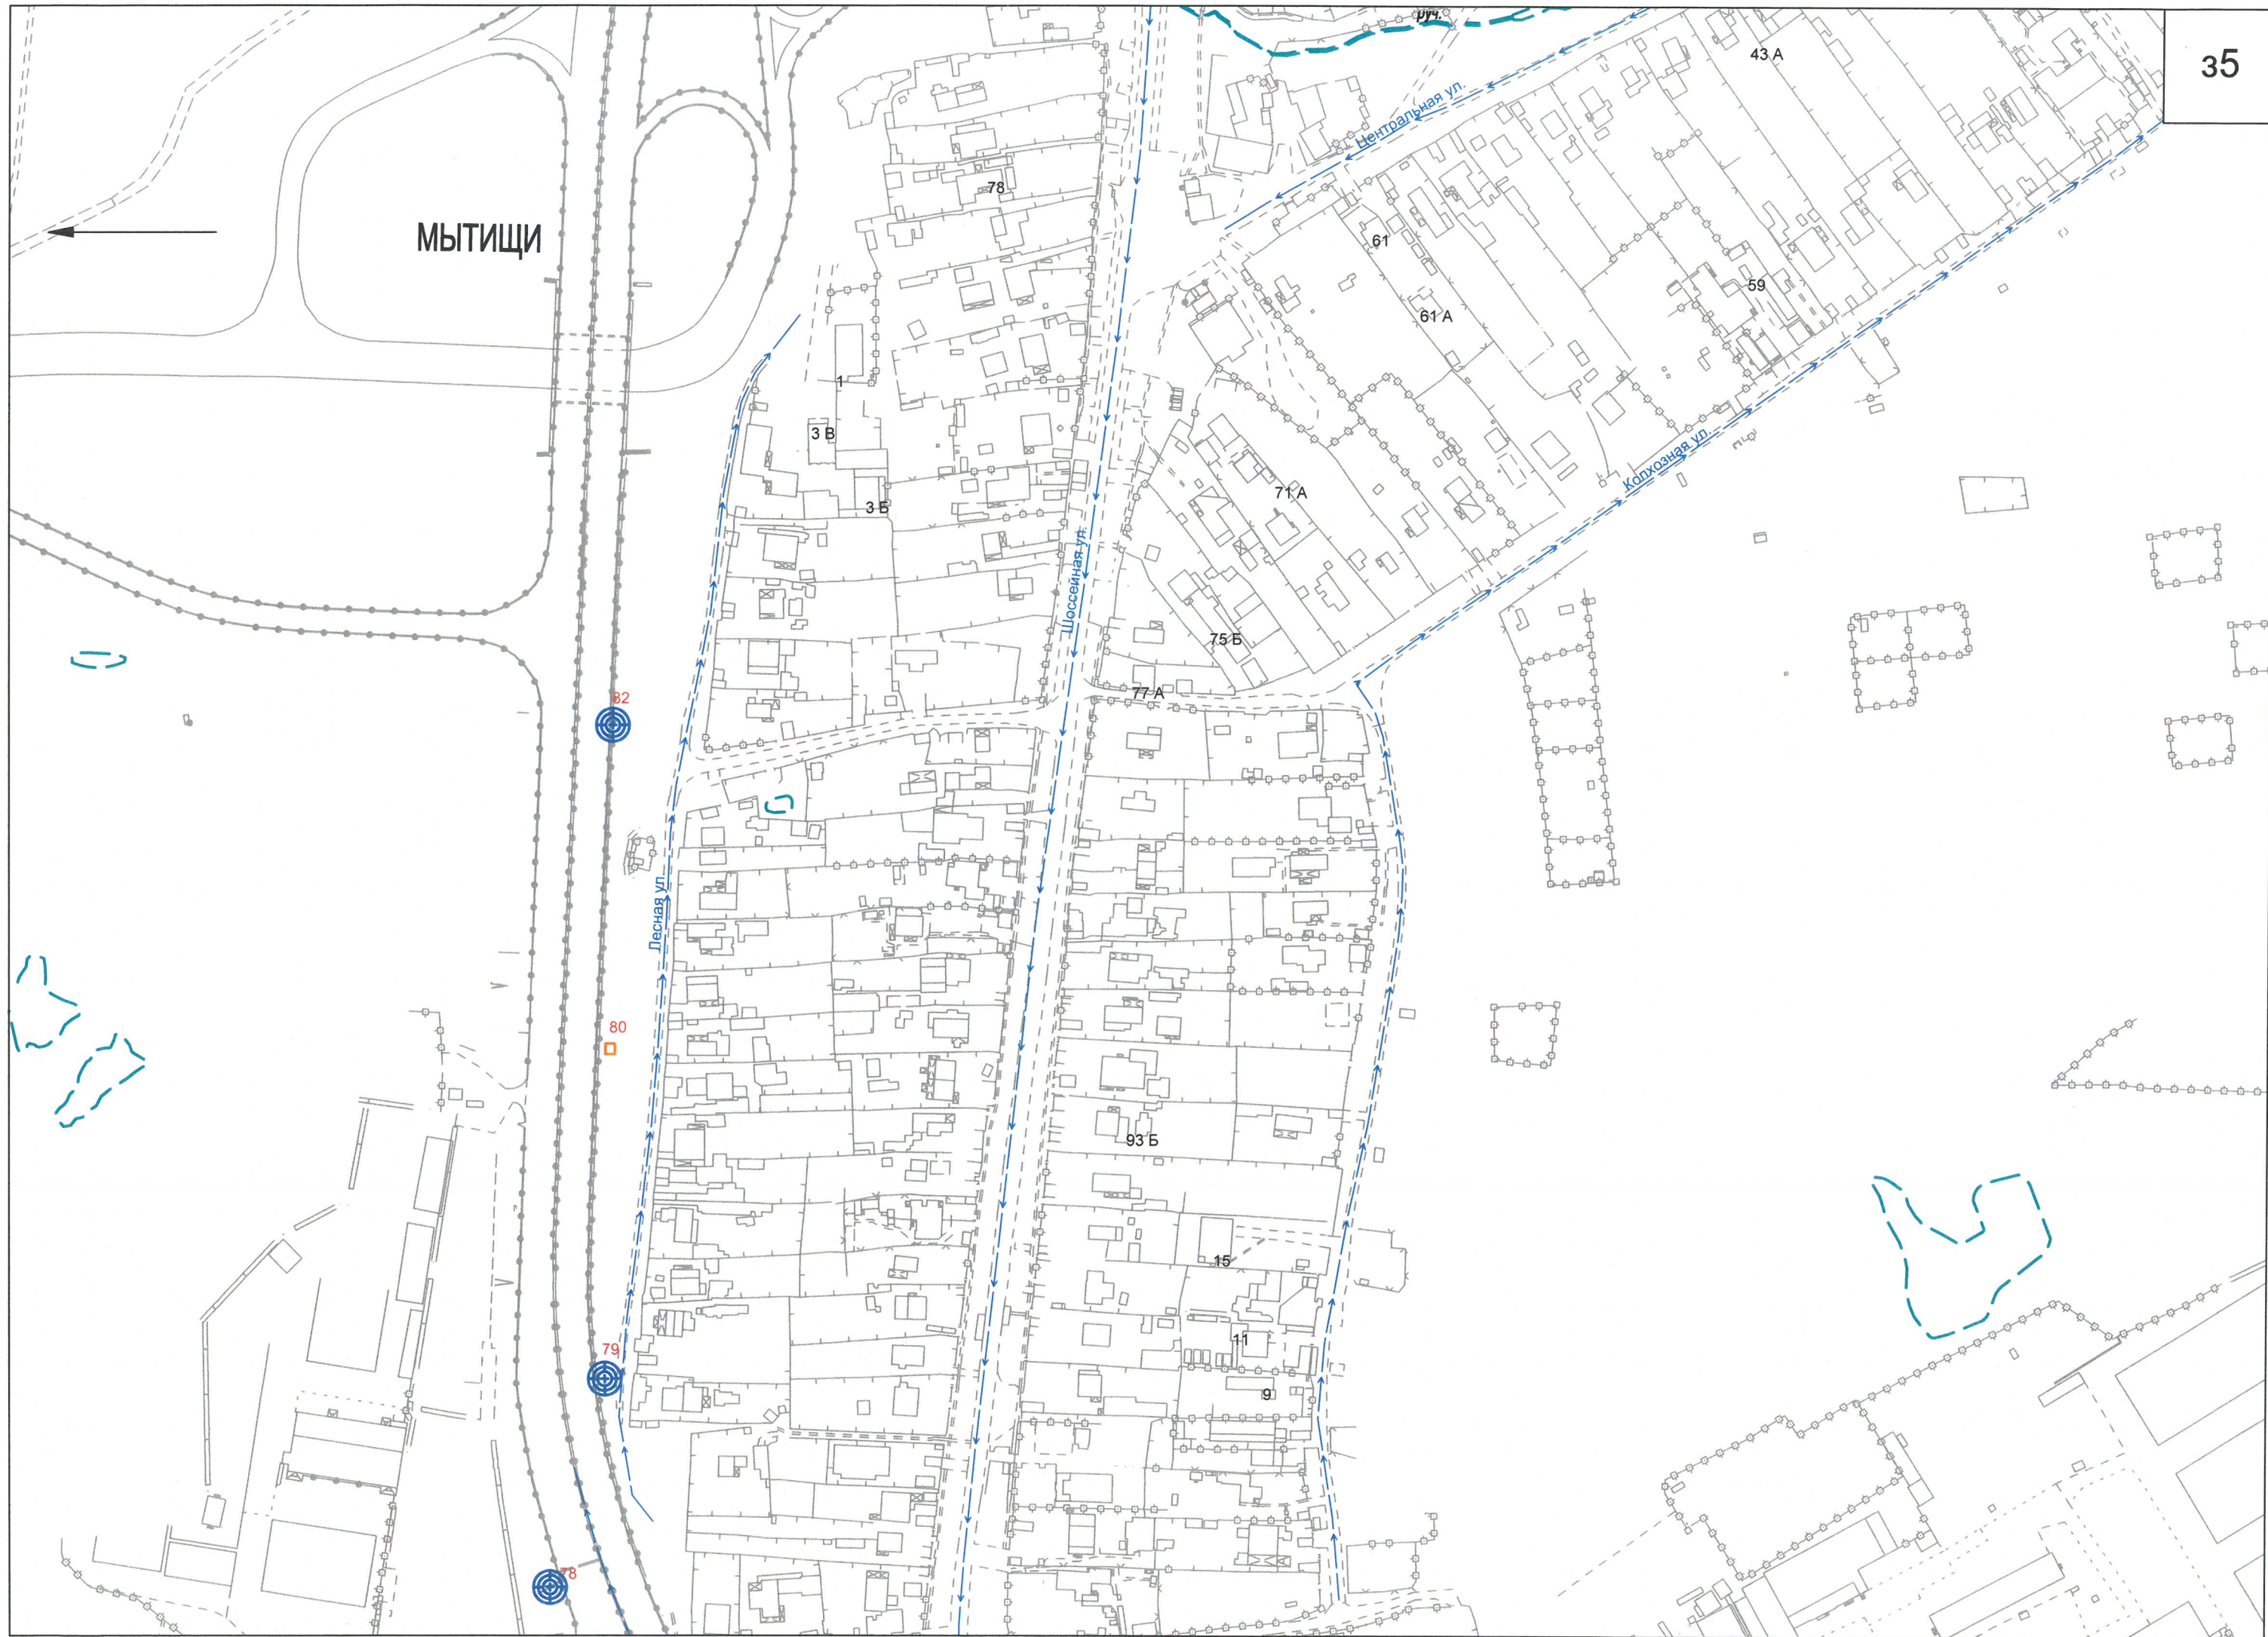 руч.
43 А
35
Центральная ул.
78
МЫТИЩИ
61
59
61 А
1
3 В
Колхозная ул.
71 А
3 Б
Шоссейная ул.
75 Б
77 А
82
Лесная ул.
80
93 Б
15
11
79
9
78